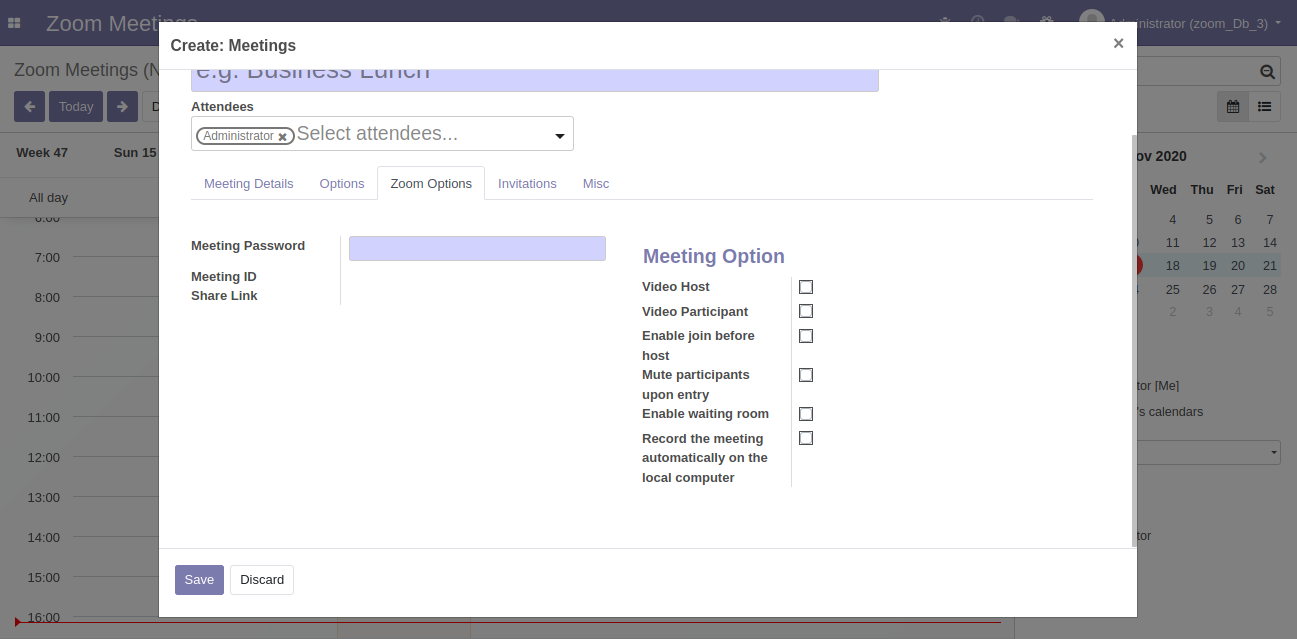 Zoom Meetings
Administrator (zoom_Db_3)
Create: Meetings
×
Zoom Meetings (N
e.g. Business Lunch
Today
D
Attendees
Administrator
Select attendees...
Week 47
Sun 15
ov 2020
Meeting Details
Options
Zoom Options
Invitations
Misc
Wed Thu Fri Sat
All day
6:00
4 5 6 7
11 12 13 14
18 19 20 21
25 26 27 28
2 3 4 5
Meeting Password
Meeting ID
Share Link
Meeting Option
Video Host
Video Participant
Enable join before
host
Mute participants
upon entry
Enable waiting room
Record the meeting
automatically on the
local computer
7:00
8:00
9:00
10:00
11:00
12:00
13:00
14:00
15:00
16:00
tor [Me]
's calendars
tor
Save
Discard